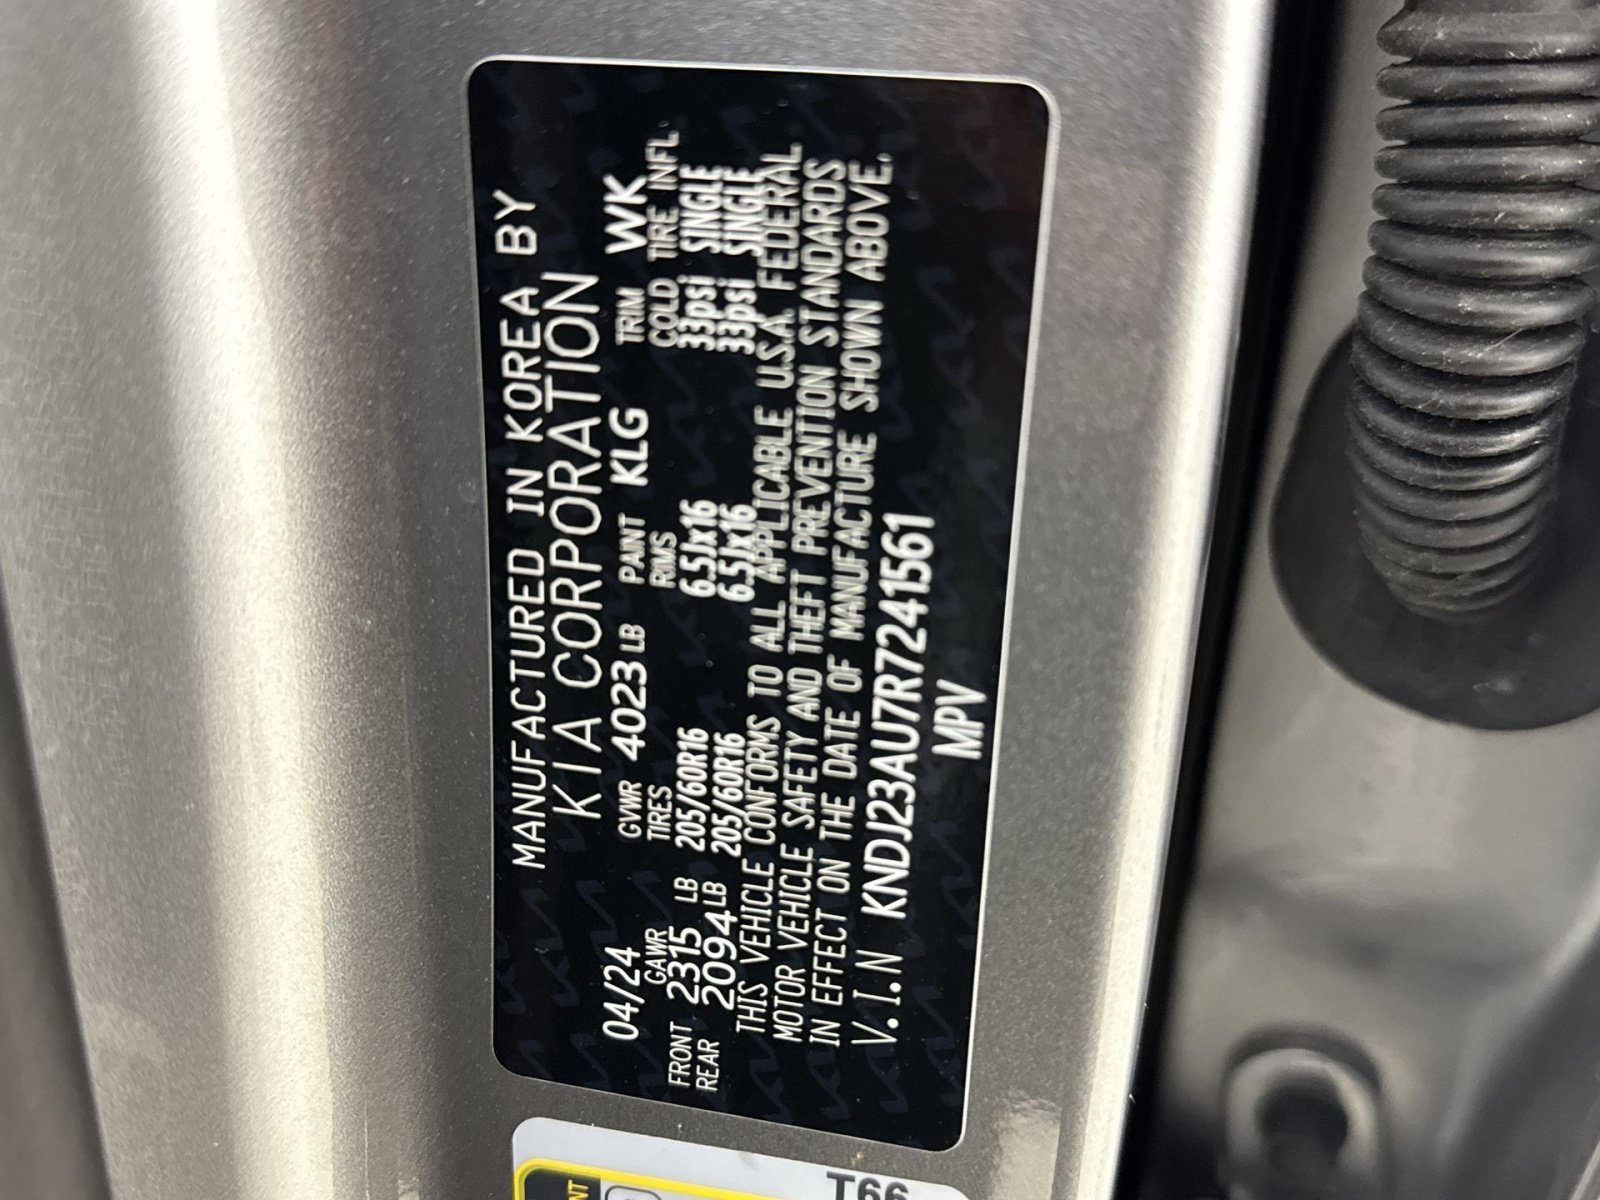 MANUFACTURED IN KOREA BY
KIA CORPORATION
04/24 GVWR 4023 LB PAINT KLG TRIM WK
GAWR TIRES RIMS COLD TIRE INFL.
FRONT 2315 LB 205/60R16 6.5Jx16 33psi SINGLE
REAR 2094 LB 205/60R16 6.5Jx16 33psi SINGLE
THIS VEHICLE CONFORMS TO ALL APPLICABLE U.S.A. FEDERAL
MOTOR VEHICLE SAFETY AND THEFT PREVENTION STANDARDS
IN EFFECT ON THE DATE OF MANUFACTURE SHOWN ABOVE.
V.I.N KNDJ23AU7R7241561
MPV
T66